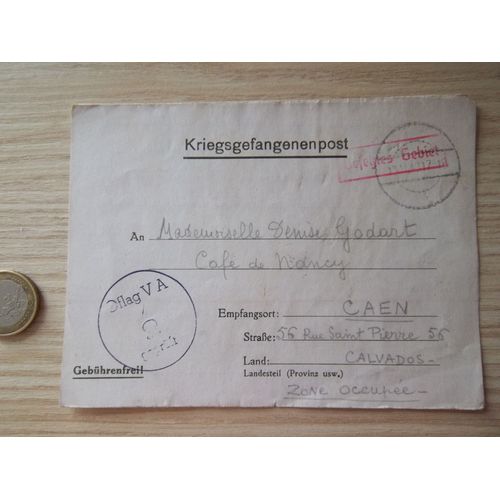 Kriegsgefangenenpost
Gebiet
An Mademoiselle Denise Godart
Café de Nancy
Oflag V A
Empfangsort: CAEN
Straße: 56 Rue Saint Pierre 56
Gebührenfrei! Land: CALVADOS-
Landesteil (Provinz usw.)
ZONE OCCUPÉE-